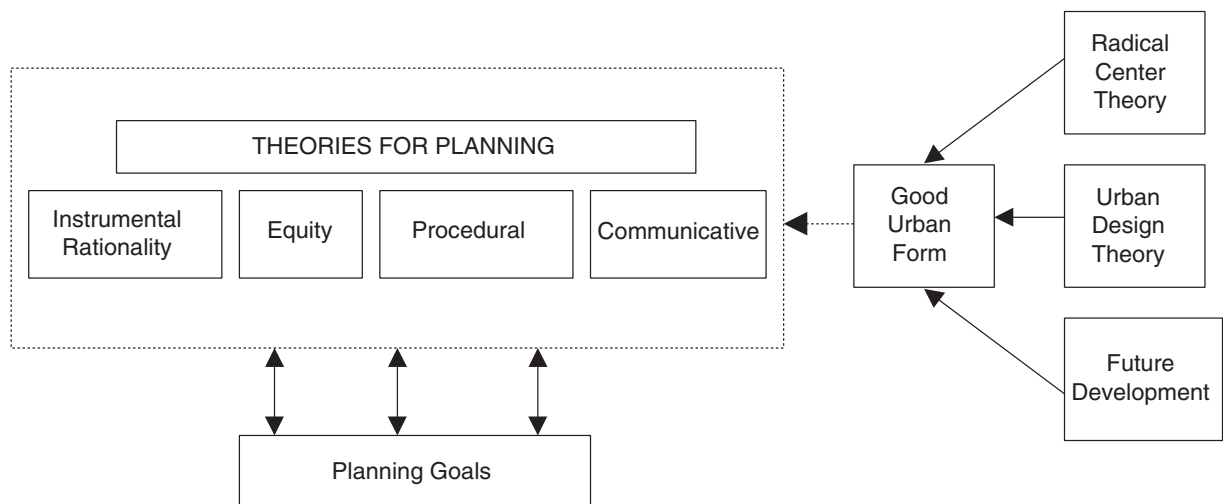 THEORIES FOR PLANNING
Instrumental
Rationality
Equity
Procedural
Communicative
Planning Goals
Good
Urban
Form
Radical
Center
Theory
Urban
Design
Theory
Future
Development